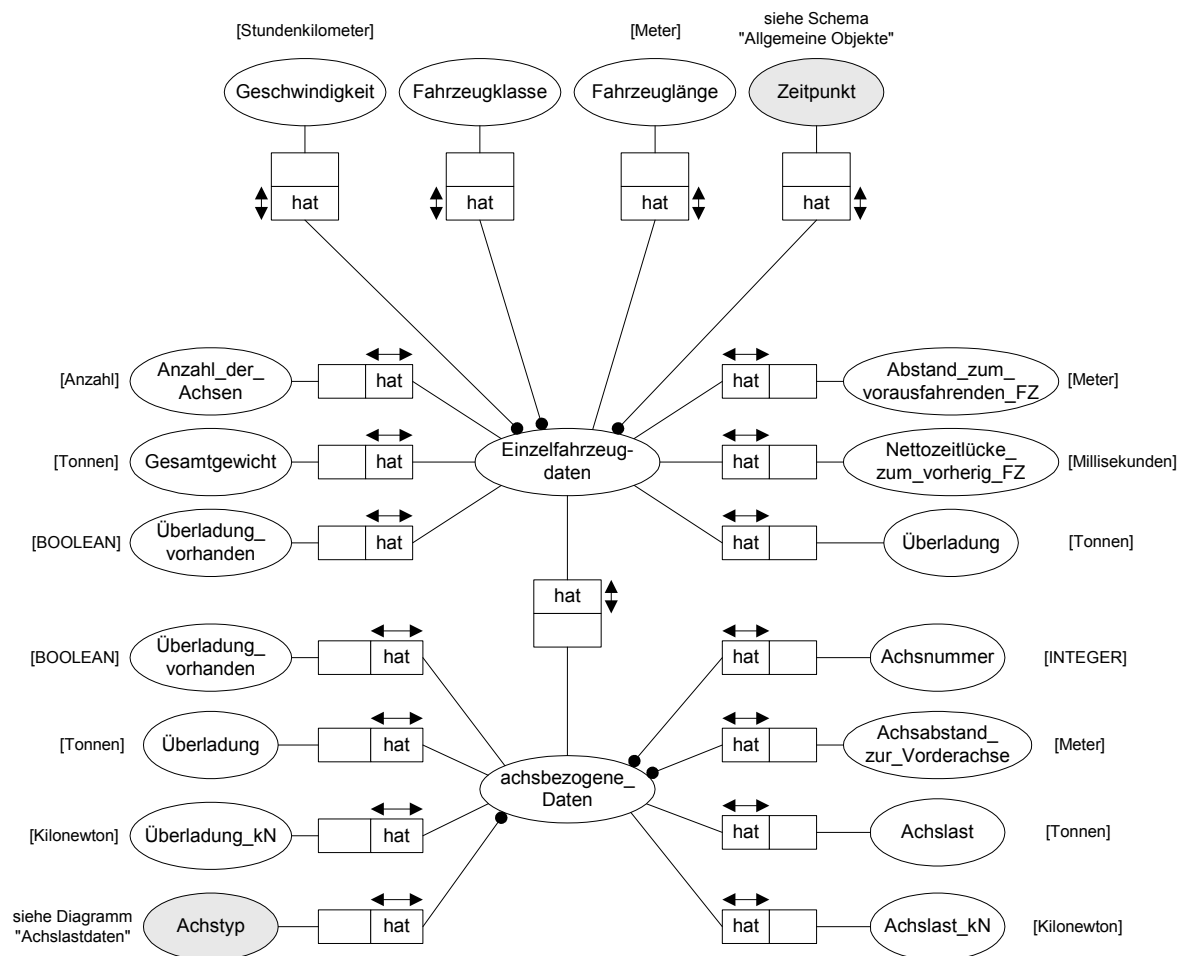 siehe Schema
"Allgemeine Objekte"
[Stundenkilometer]
[Meter]
Geschwindigkeit
Fahrzeugklasse
Fahrzeuglänge
Zeitpunkt
hat
hat
hat
hat
[Anzahl]
Anzahl_der_
Achsen
hat
hat
Abstand_zum_
vorausfahrenden_FZ
[Meter]
[Tonnen]
Gesamtgewicht
hat
Einzelfahrzeug-
daten
hat
Nettozeitlücke_
zum_vorherig_FZ
[Millisekunden]
[BOOLEAN]
Überladung_
vorhanden
hat
hat
Überladung
[Tonnen]
hat
[BOOLEAN]
Überladung_
vorhanden
hat
hat
Achsnummer
[INTEGER]
[Tonnen]
Überladung
hat
hat
Achsabstand_
zur_Vorderachse
[Meter]
achsbezogene_
Daten
[Kilonewton]
Überladung_kN
hat
hat
Achslast
[Tonnen]
siehe Diagramm
"Achslastdaten"
Achstyp
hat
hat
Achslast_kN
[Kilonewton]